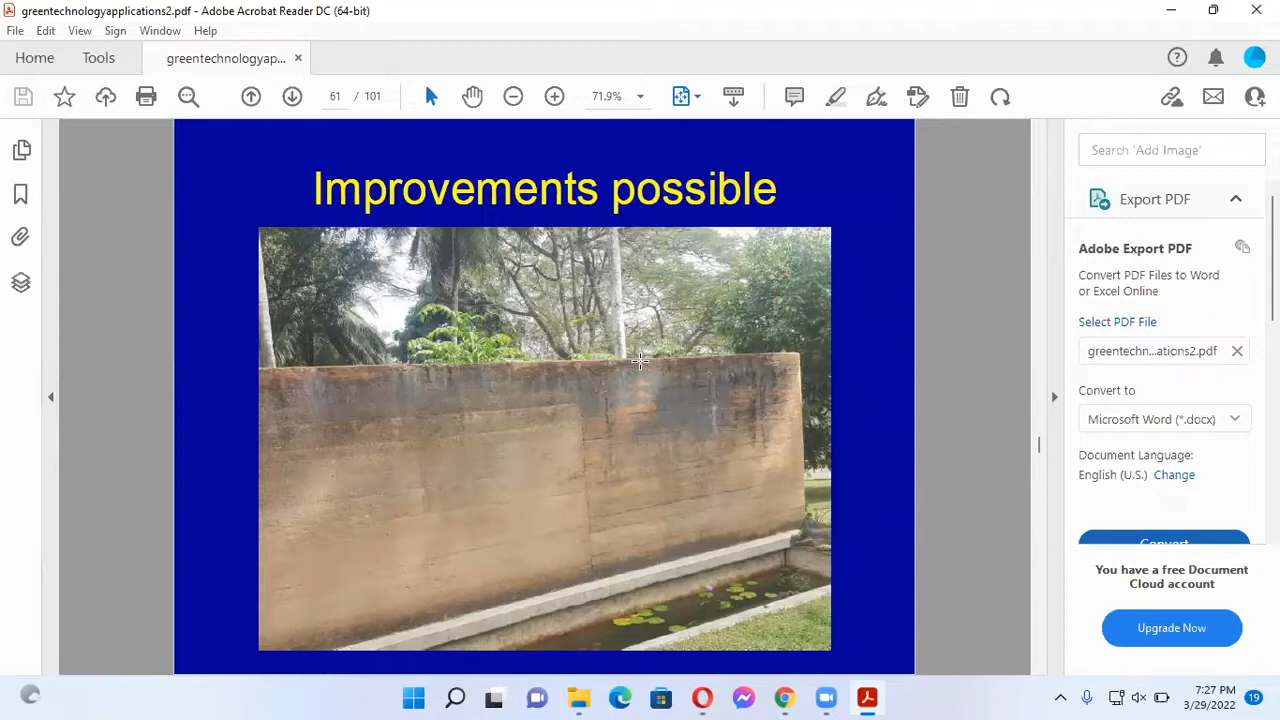 greentechnologyapplications2.pdf - Adobe Acrobat Reader DC (64-bit)
File Edit View Sign Window Help
Home Tools greentechnologyap... ×
61 / 101 71.9%
Search 'Add Image'
Improvements possible
Export PDF
Adobe Export PDF
Convert PDF Files to Word
or Excel Online
Select PDF File
greentechn...ations2.pdf
Convert to
Microsoft Word (*.docx)
Document Language:
English (U.S.) Change
Convert
You have a free Document
Cloud account
Upgrade Now
7:27 PM
3/29/2022 19